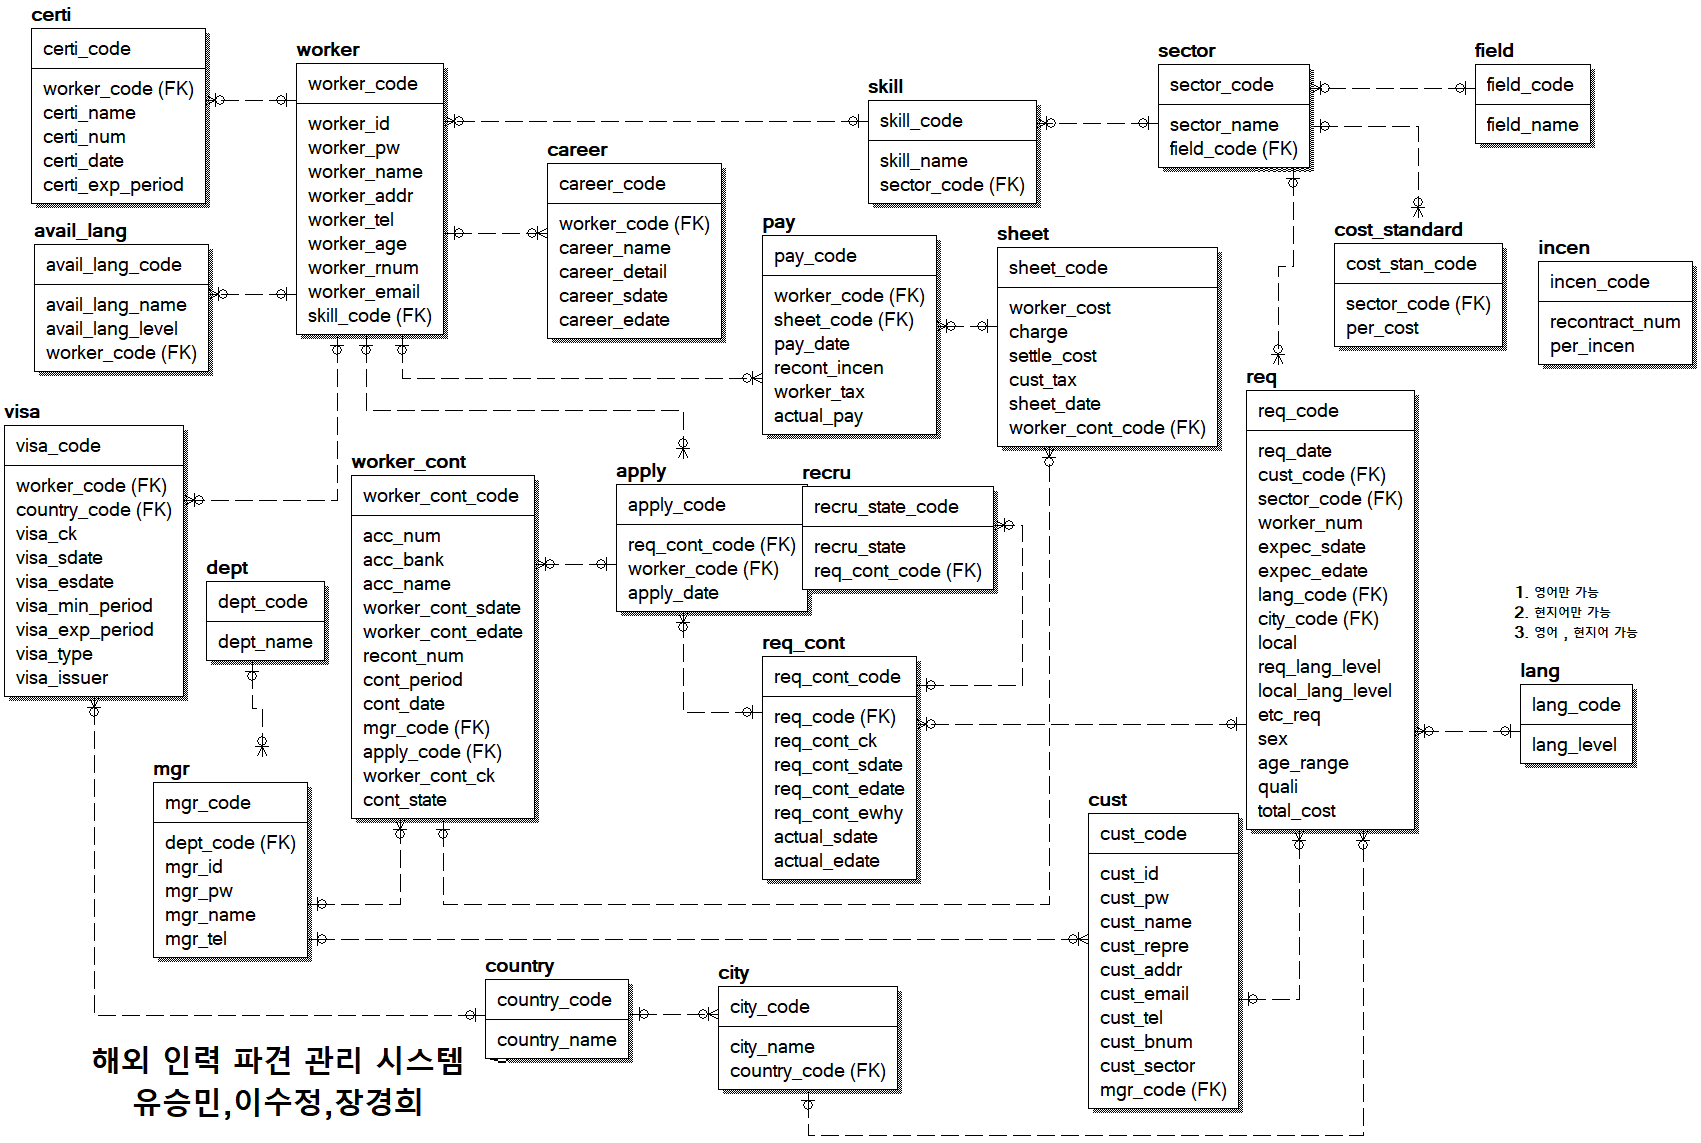 certi
certi_code
worker_code (FK)
certi_name
certi_num
certi_date
certi_exp_period
worker
worker_code
worker_id
worker_pw
worker_name
worker_addr
worker_tel
worker_age
worker_rnum
worker_email
skill_code (FK)
career
career_code
worker_code (FK)
career_name
career_detail
career_sdate
career_edate
skill
skill_code
skill_name
sector_code (FK)
sector
sector_code
sector_name
field_code (FK)
field
field_code
field_name
avail_lang
avail_lang_code
avail_lang_name
avail_lang_level
worker_code (FK)
pay
pay_code
worker_code (FK)
sheet_code (FK)
pay_date
recont_incen
worker_tax
actual_pay
sheet
sheet_code
worker_cost
charge
settle_cost
cust_tax
sheet_date
worker_cont_code (FK)
cost_standard
cost_stan_code
sector_code (FK)
per_cost
incen
incen_code
recontract_num
per_incen
visa
visa_code
worker_code (FK)
country_code (FK)
visa_ck
visa_sdate
visa_esdate
visa_min_period
visa_exp_period
visa_type
visa_issuer
dept
dept_code
dept_name
worker_cont
worker_cont_code
acc_num
acc_bank
acc_name
worker_cont_sdate
worker_cont_edate
recont_num
cont_period
cont_date
mgr_code (FK)
apply_code (FK)
worker_cont_ck
cont_state
apply
apply_code
req_cont_code (FK)
worker_code (FK)
apply_date
recru
recru_state_code
recru_state
req_cont_code (FK)
req_cont
req_cont_code
req_code (FK)
req_cont_ck
req_cont_sdate
req_cont_edate
req_cont_ewhy
actual_sdate
actual_edate
req
req_code
req_date
cust_code (FK)
sector_code (FK)
worker_num
expec_sdate
expec_edate
lang_code (FK)
city_code (FK)
local
req_lang_level
local_lang_level
etc_req
sex
age_range
quali
total_cost
1. 영어만 가능
2. 현지어만 가능
3. 영어 , 현지어 가능
lang
lang_code
lang_level
mgr
mgr_code
dept_code (FK)
mgr_id
mgr_pw
mgr_name
mgr_tel
cust
cust_code
cust_id
cust_pw
cust_name
cust_repre
cust_addr
cust_email
cust_tel
cust_bnum
cust_sector
mgr_code (FK)
country
country_code
country_name
city
city_code
city_name
country_code (FK)
해외 인력 파견 관리 시스템
유승민,이수정,장경희